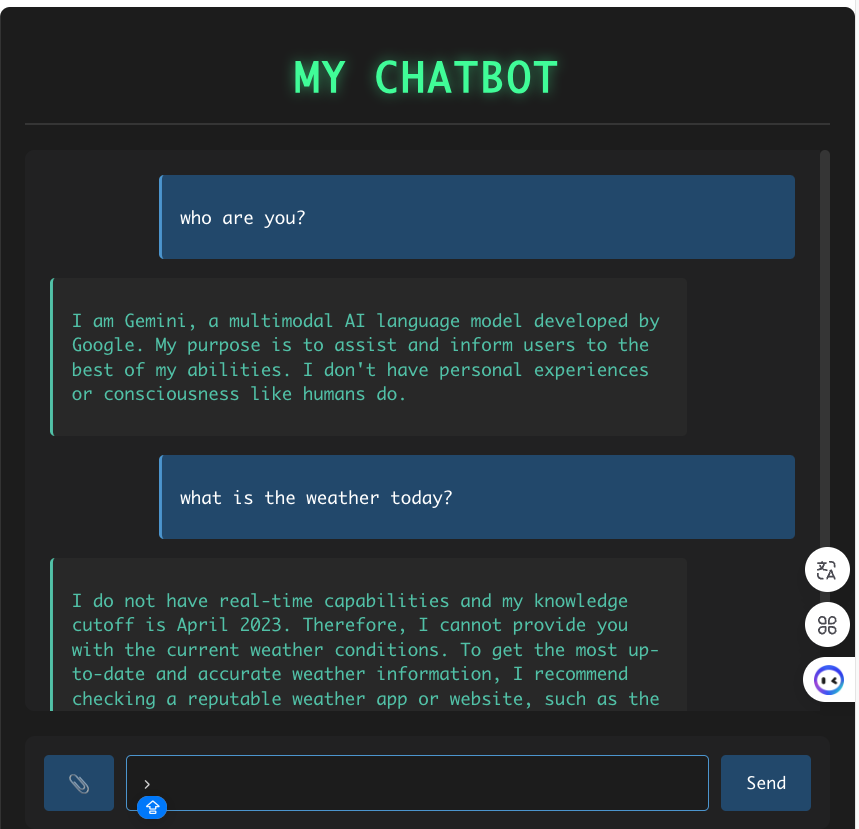 MY CHATBOT
who are you?
I am Gemini, a multimodal AI language model developed by
Google. My purpose is to assist and inform users to the
best of my abilities. I don't have personal experiences
or consciousness like humans do.
what is the weather today?
I do not have real-time capabilities and my knowledge
cutoff is April 2023. Therefore, I cannot provide you
with the current weather conditions. To get the most up-
to-date and accurate weather information, I recommend
checking a reputable weather app or website, such as the
>
Send